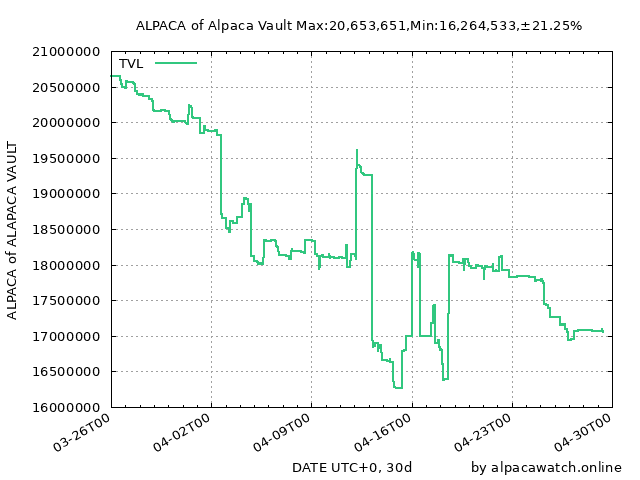 ALPACA of Alpaca Vault Max:20,653,651,Min:16,264,533,±21.25%
TVL
21000000
20500000
20000000
19500000
19000000
18500000
18000000
17500000
17000000
16500000
16000000
ALPACA of ALAPACA VAULT
03-26T00
04-02T00
04-09T00
04-16T00
04-23T00
04-30T00
DATE UTC+0, 30d
by alpacawatch.online